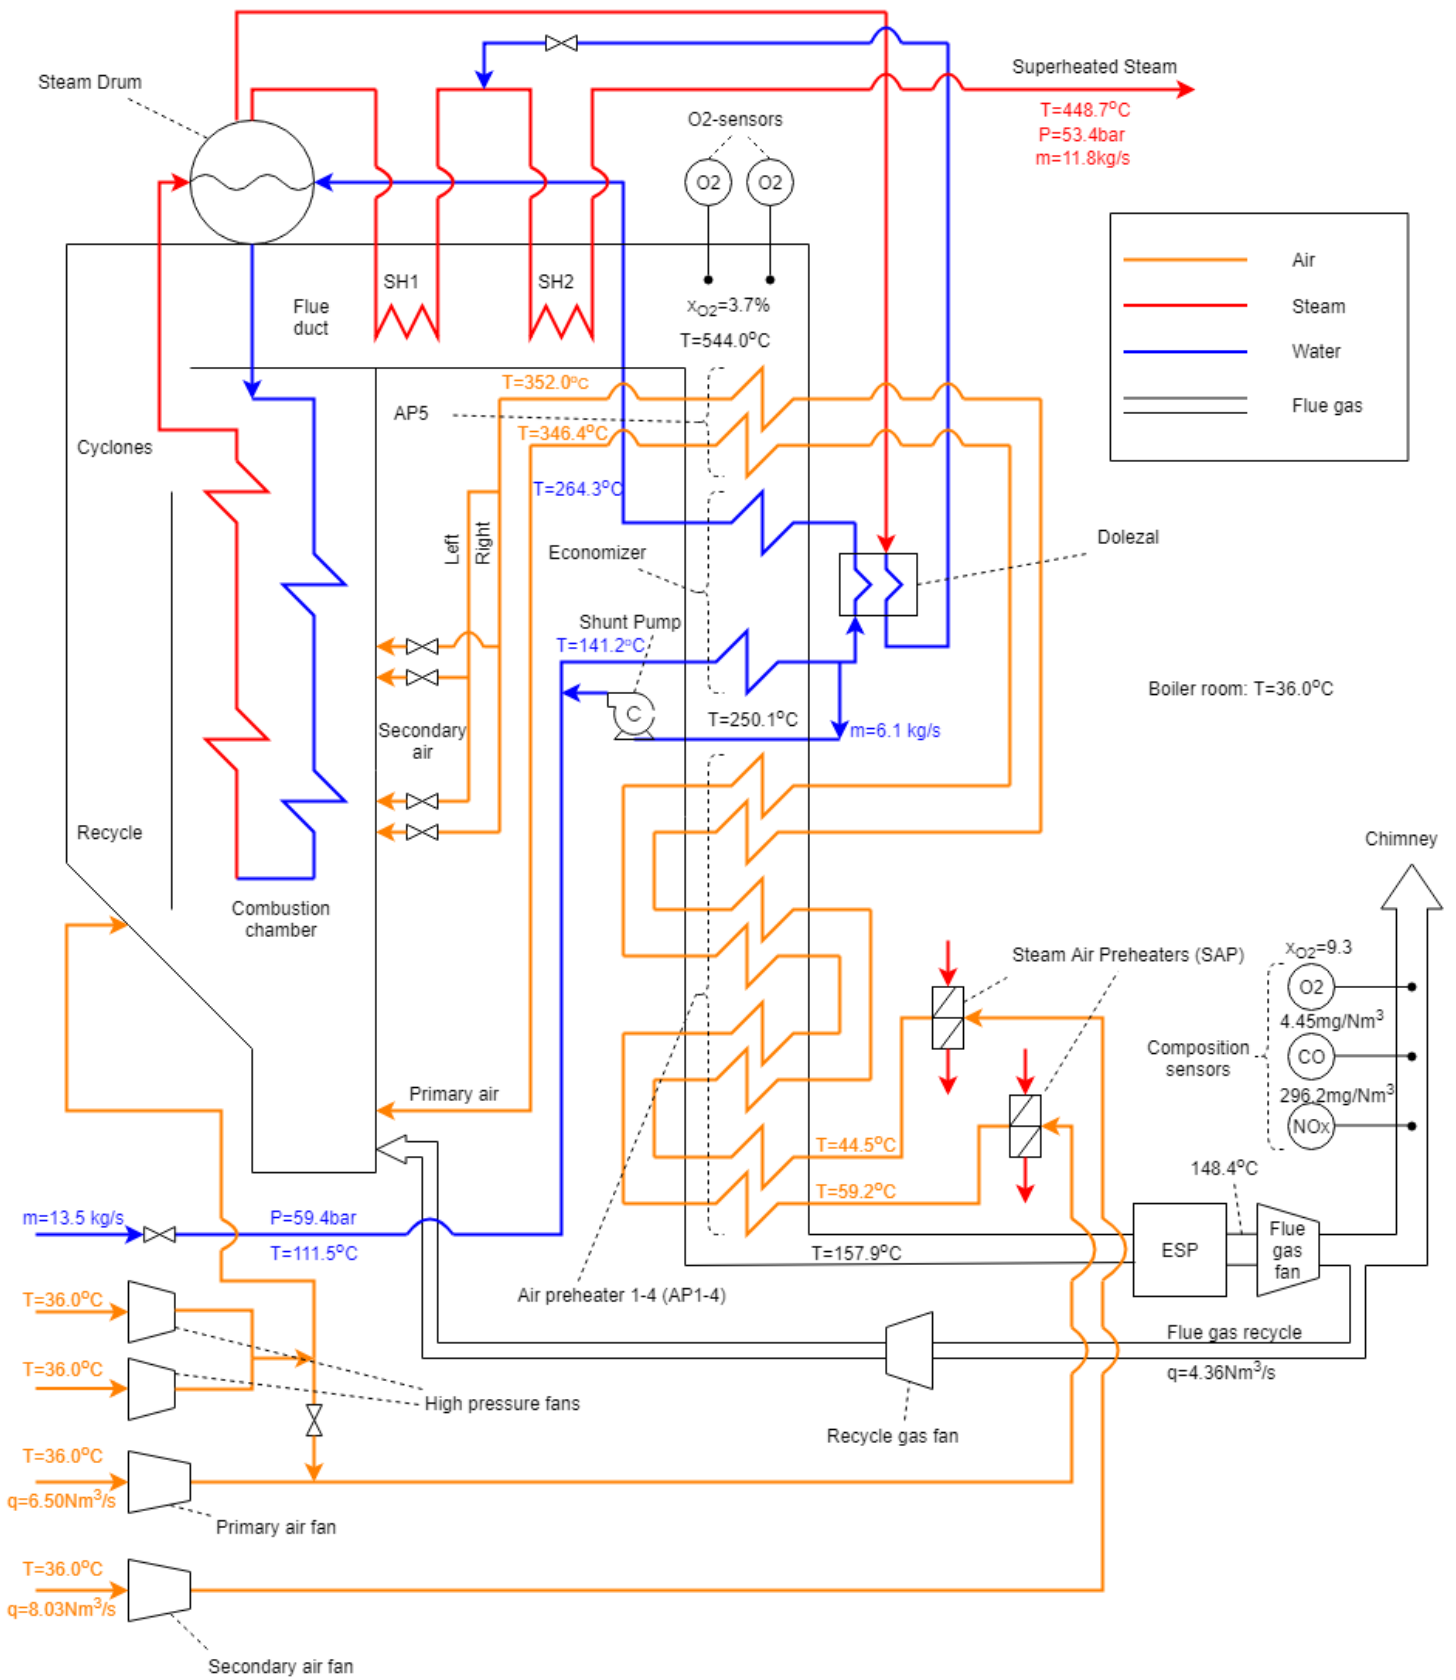 Steam Drum
Superheated Steam
T=448.7°C
P=53.4bar
m=11.8kg/s
O2-sensors
O2
O2
xO2=3.7%
T=544.0°C
SH1
SH2
Flue
duct
Air
Steam
Water
Flue gas
T=352.0°C
AP5
T=346.4°C
Cyclones
T=264.3°C
Left
Right
Economizer
Dolezal
Shunt Pump
T=141.2°C
C
T=250.1°C
m=6.1 kg/s
Boiler room: T=36.0°C
Secondary
air
Recycle
Combustion
chamber
Chimney
xO2=9.3
O2
4.45mg/Nm³
CO
296.2mg/Nm³
NOx
Composition
sensors
Steam Air Preheaters (SAP)
Primary air
T=44.5°C
T=59.2°C
148.4°C
m=13.5 kg/s
P=59.4bar
T=111.5°C
T=157.9°C
ESP
Flue
gas
fan
Air preheater 1-4 (AP1-4)
T=36.0°C
T=36.0°C
High pressure fans
Flue gas recycle
q=4.36Nm³/s
Recycle gas fan
T=36.0°C
q=6.50Nm³/s
Primary air fan
T=36.0°C
q=8.03Nm³/s
Secondary air fan